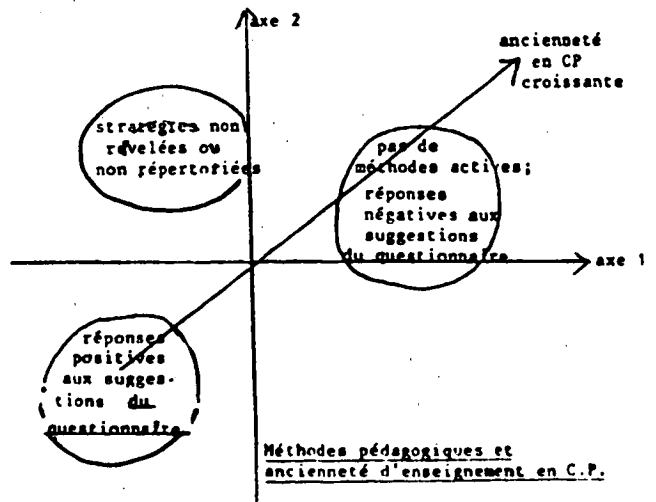 axe 2
ancienneté
en CP
croissante
stratégies non
révelées ou
non répertoriées
pas de
méthodes actives;
réponses
négatives aux
suggestions
du questionnaire
axe 1
réponses
positives
aux sugges-
tions du
questionnaire
Méthodes pédagogiques et
ancienneté d'enseignement en C.P.